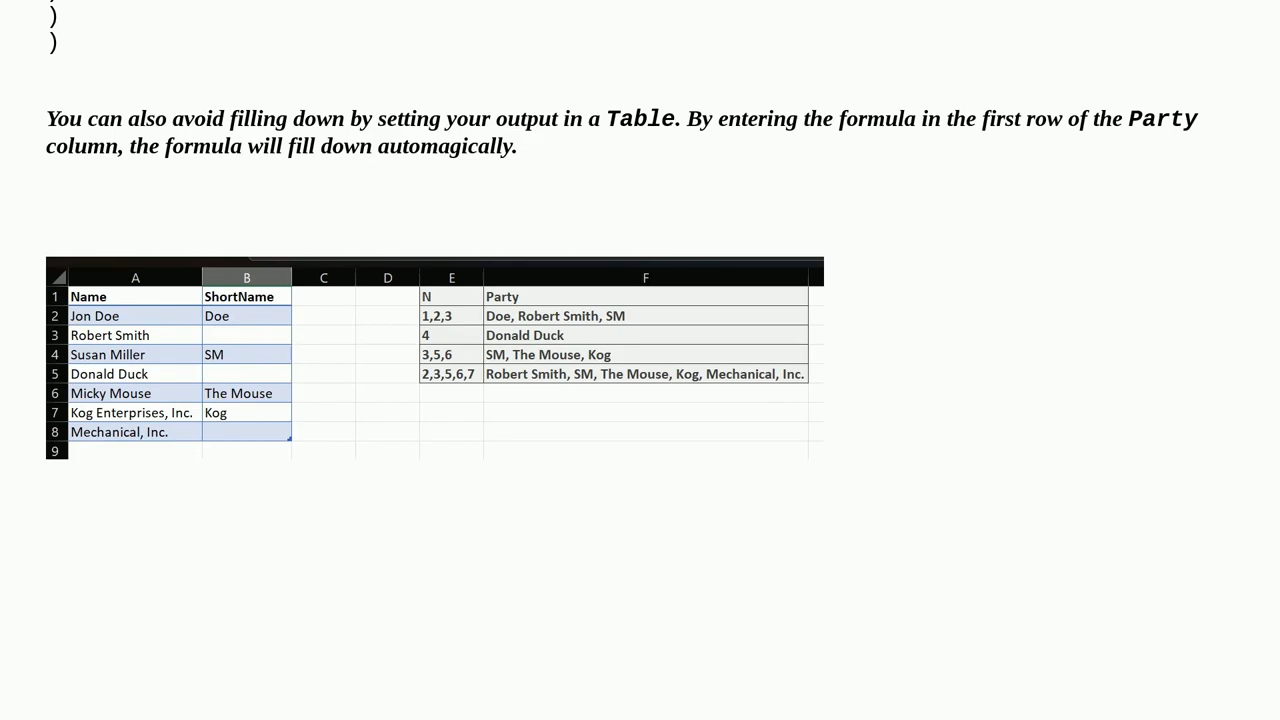 )
)
You can also avoid filling down by setting your output in a Table. By entering the formula in the first row of the Party
column, the formula will fill down automagically.
A B C D E F
1 Name ShortName N Party
2 Jon Doe Doe 1,2,3 Doe, Robert Smith, SM
3 Robert Smith 4 Donald Duck
4 Susan Miller SM 3,5,6 SM, The Mouse, Kog
5 Donald Duck 2,3,5,6,7 Robert Smith, SM, The Mouse, Kog, Mechanical, Inc.
6 Micky Mouse The Mouse
7 Kog Enterprises, Inc. Kog
8 Mechanical, Inc.
9